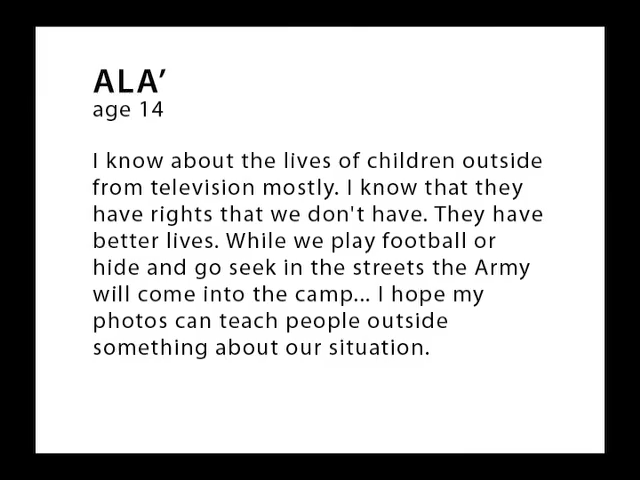 ALA’
age 14
I know about the lives of children outside
from television mostly. I know that they
have rights that we don't have. They have
better lives. While we play football or
hide and go seek in the streets the Army
will come into the camp... I hope my
photos can teach people outside
something about our situation.